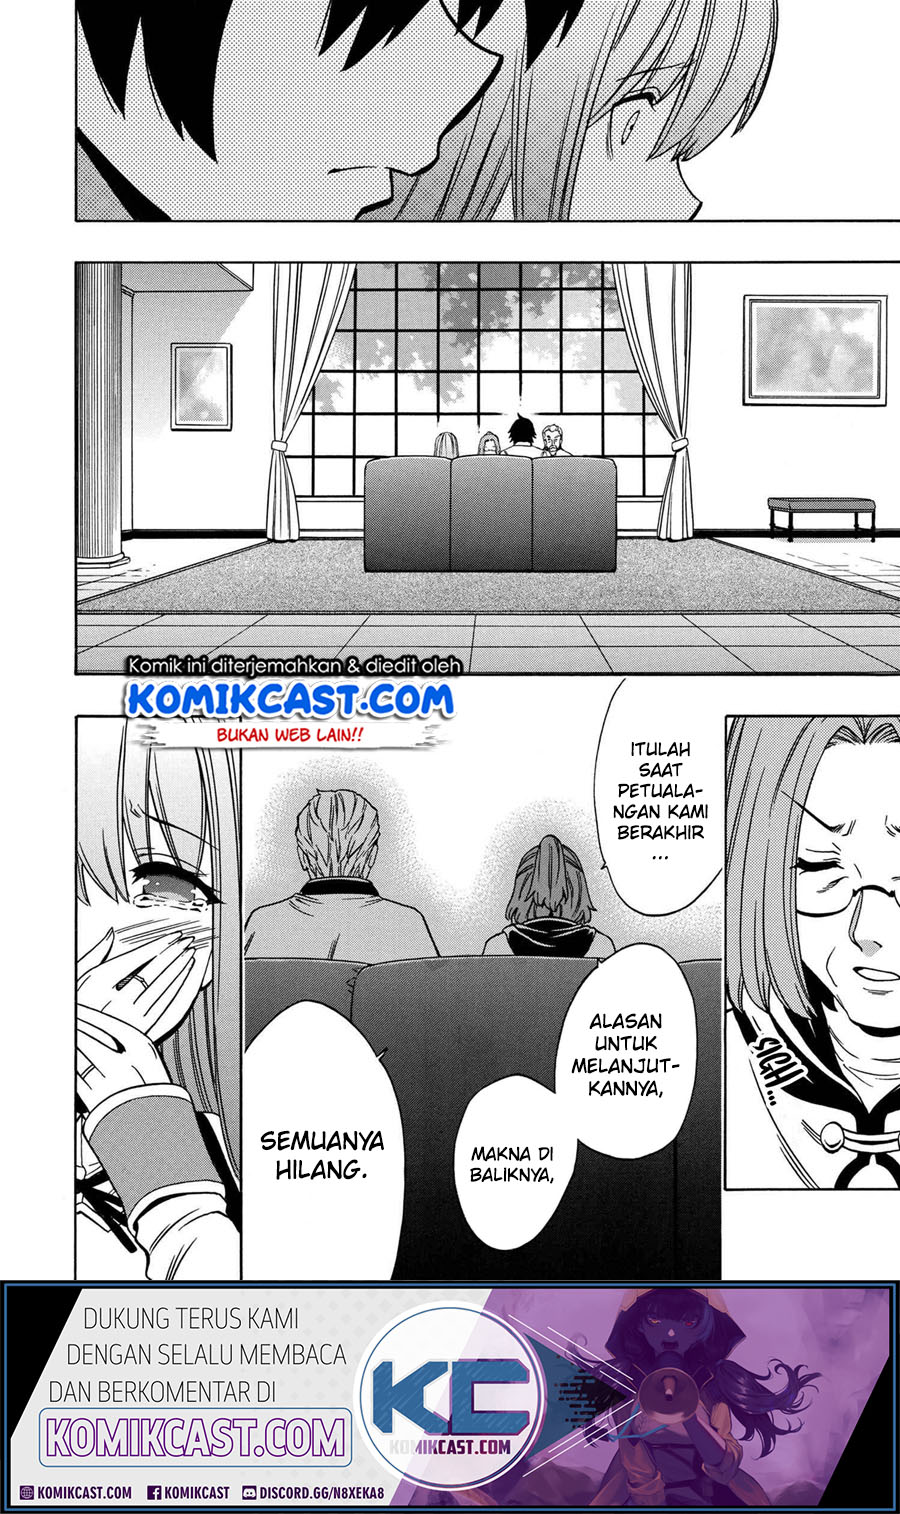 Komik ini diterjemahkan & diedit oleh
KOMIKCAST.COM
BUKAN WEB LAIN!!
ITULAH
SAAT
PETUALA-
NGAN KAMI
BERAKHIR
...
UGH...
ALASAN
UNTUK
MELANJUT-
KANNYA,
MAKNA DI
BALIKNYA,
SEMUANYA
HILANG.
DUKUNG TERUS KAMI
DENGAN SELALU MEMBACA
DAN BERKOMENTAR DI
KOMIKCAST.COM
KC
KOMIKCAST.COM
KOMIKCAST.COM KOMIKCAST DISCORD.GG/N8XEKA8